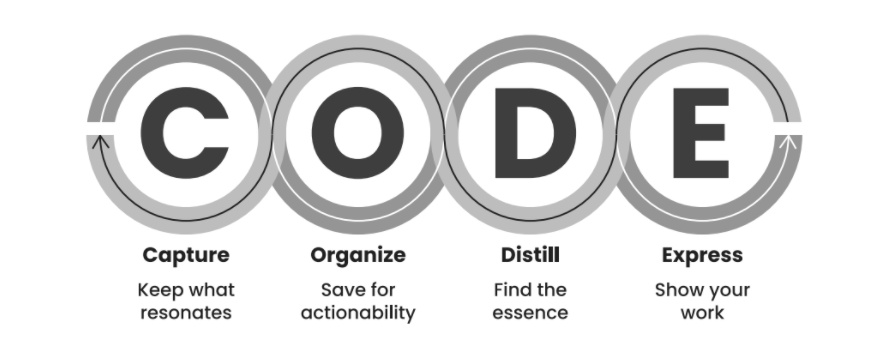 C O D E
Capture Organize Distill Express
Keep what Save for Find the Show your
resonates actionability essence work